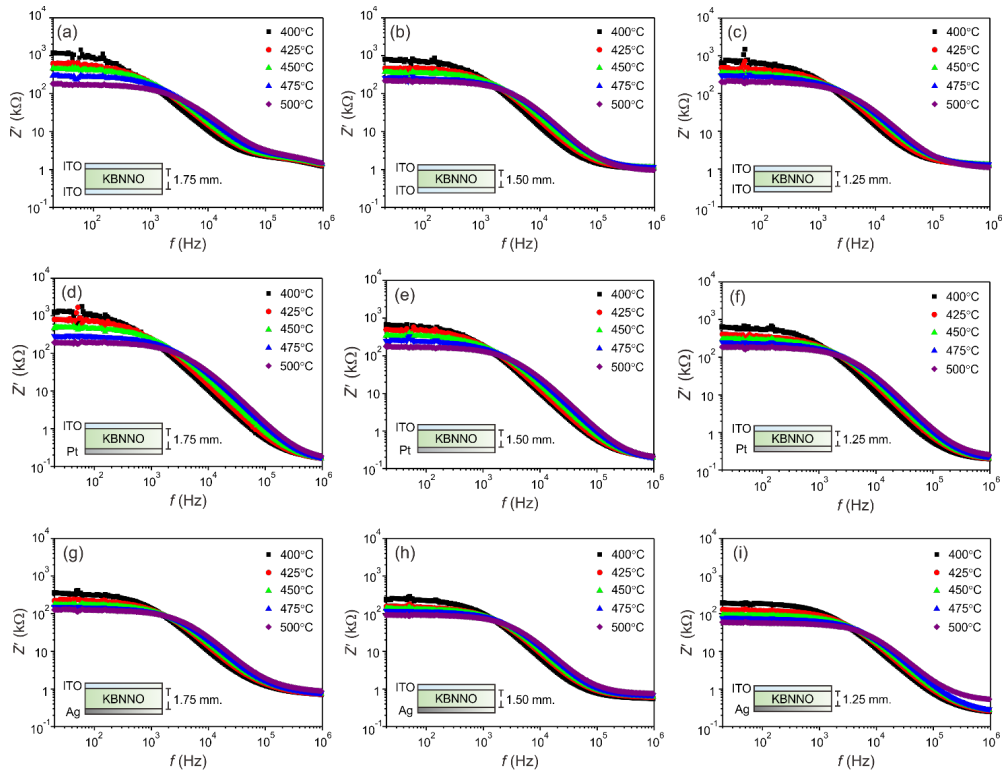 (a)
400°C
425°C
450°C
475°C
500°C
Z' (kΩ)
10⁴
10³
10²
10¹
1
10⁻¹
ITO
KBNNO
ITO
1.75 mm.
10² 10³ 10⁴ 10⁵ 10⁶
f (Hz)
(b)
400°C
425°C
450°C
475°C
500°C
Z' (kΩ)
10⁴
10³
10²
10¹
1
10⁻¹
ITO
KBNNO
ITO
1.50 mm.
10² 10³ 10⁴ 10⁵ 10⁶
f (Hz)
(c)
400°C
425°C
450°C
475°C
500°C
Z' (kΩ)
10⁴
10³
10²
10¹
1
10⁻¹
ITO
KBNNO
ITO
1.25 mm.
10² 10³ 10⁴ 10⁵ 10⁶
f (Hz)
(d)
400°C
425°C
450°C
475°C
500°C
Z' (kΩ)
10⁴
10³
10²
10¹
1
10⁻¹
ITO
KBNNO
Pt
1.75 mm.
10² 10³ 10⁴ 10⁵ 10⁶
f (Hz)
(e)
400°C
425°C
450°C
475°C
500°C
Z' (kΩ)
10⁴
10³
10²
10¹
1
10⁻¹
ITO
KBNNO
Pt
1.50 mm.
10² 10³ 10⁴ 10⁵ 10⁶
f (Hz)
(f)
400°C
425°C
450°C
475°C
500°C
Z' (kΩ)
10⁴
10³
10²
10¹
1
10⁻¹
ITO
KBNNO
Pt
1.25 mm.
10² 10³ 10⁴ 10⁵ 10⁶
f (Hz)
(g)
400°C
425°C
450°C
475°C
500°C
Z' (kΩ)
10⁴
10³
10²
10¹
1
10⁻¹
ITO
KBNNO
Ag
1.75 mm.
10² 10³ 10⁴ 10⁵ 10⁶
f (Hz)
(h)
400°C
425°C
450°C
475°C
500°C
Z' (kΩ)
10⁴
10³
10²
10¹
1
10⁻¹
ITO
KBNNO
Ag
1.50 mm.
10² 10³ 10⁴ 10⁵ 10⁶
f (Hz)
(i)
400°C
425°C
450°C
475°C
500°C
Z' (kΩ)
10⁴
10³
10²
10¹
1
10⁻¹
ITO
KBNNO
Ag
1.25 mm.
10² 10³ 10⁴ 10⁵ 10⁶
f (Hz)